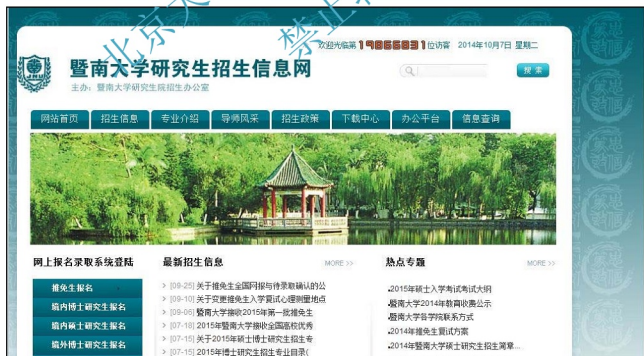 北京天
禁止
欢迎光临第19866831位访客 2014年10月7日 星期二
JNU
暨南大学研究生招生信息网
搜索
主办：暨南大学研究生院招生办公室
网站首页 招生信息 专业介绍 导师风采 招生政策 下载中心 办公平台 信息查询
网上报名录取系统登陆
推免生报名
境内博士研究生报名
境内硕士研究生报名
境外博士研究生报名
最新招生信息 MORE >>
> [09-25] 关于推免生全国网报与待录取确认的公
> [09-10] 关于变更推免生入学复试心理测量地点
> [09-06] 暨南大学接收2015年第一批推免生
> [07-18] 2015年暨南大学接收全国高校优秀
> [07-15] 关于2015年硕士博士研究生招生专
> [07-15] 2015年博士研究生招生专业目录(
热点专题 MORE >>
2015年硕士入学考试考试大纲
暨南大学2014年教育收费公示
暨南大学各学院联系方式
2014年推免生复试方案
2014年暨南大学硕士研究生招生简章...